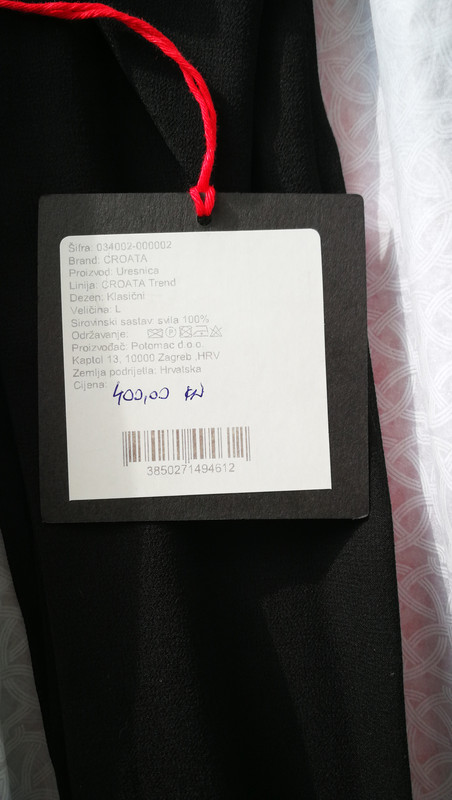 Šifra: 034002-000002
Brand: CROATA
Proizvod: Uresnica
Linija: CROATA Trend
Dezen: Klasični
Veličina: L
Sirovinski sastav: svila 100%
Održavanje:
Proizvođač: Potomac d.o.o.
Kaptol 13, 10000 Zagreb ,HRV
Zemlja podrijetla: Hrvatska
Cijena: 400,00 KN
3850271494612